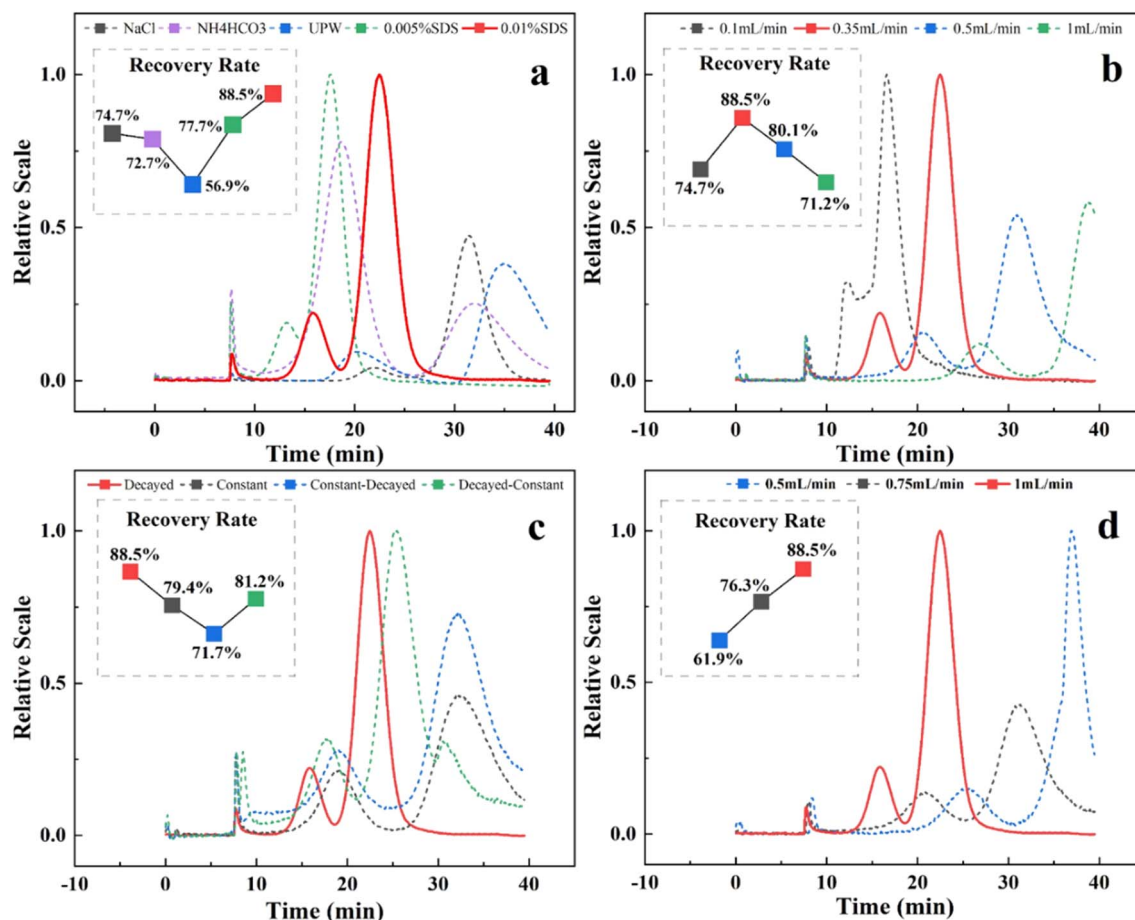 NaCl NH4HCO3 UPW 0.005%SDS 0.01%SDS
a
Recovery Rate
74.7%
72.7%
56.9%
77.7%
88.5%
1.0
0.5
0.0
Relative Scale
0 10 20 30 40
Time (min)
0.1mL/min 0.35mL/min 0.5mL/min 1mL/min
b
Recovery Rate
88.5%
80.1%
74.7%
71.2%
1.0
0.5
0.0
Relative Scale
-10 0 10 20 30 40
Time (min)
Decayed Constant Constant-Decayed Decayed-Constant
c
Recovery Rate
88.5%
79.4%
81.2%
71.7%
1.0
0.5
0.0
Relative Scale
-10 0 10 20 30 40
Time (min)
0.5mL/min 0.75mL/min 1mL/min
d
Recovery Rate
88.5%
76.3%
61.9%
1.0
0.5
0.0
Relative Scale
-10 0 10 20 30 40
Time (min)